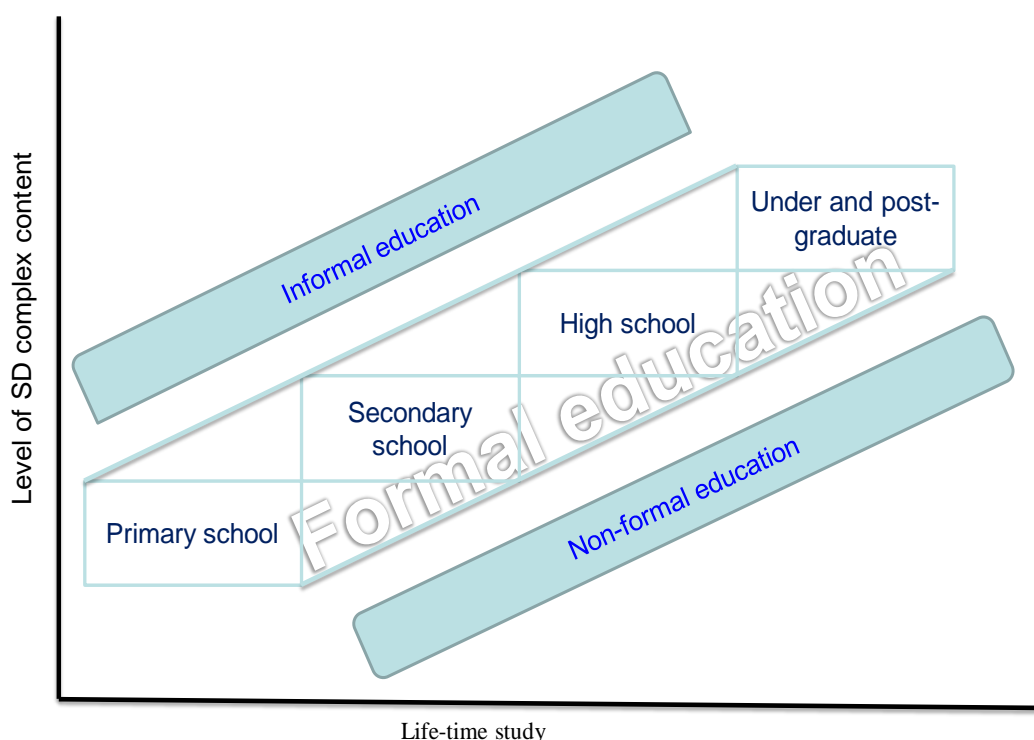 Level of SD complex content
Informal education
Under and post-
graduate
High school
Secondary
school
Primary school
Formal education
Non-formal education
Life-time study